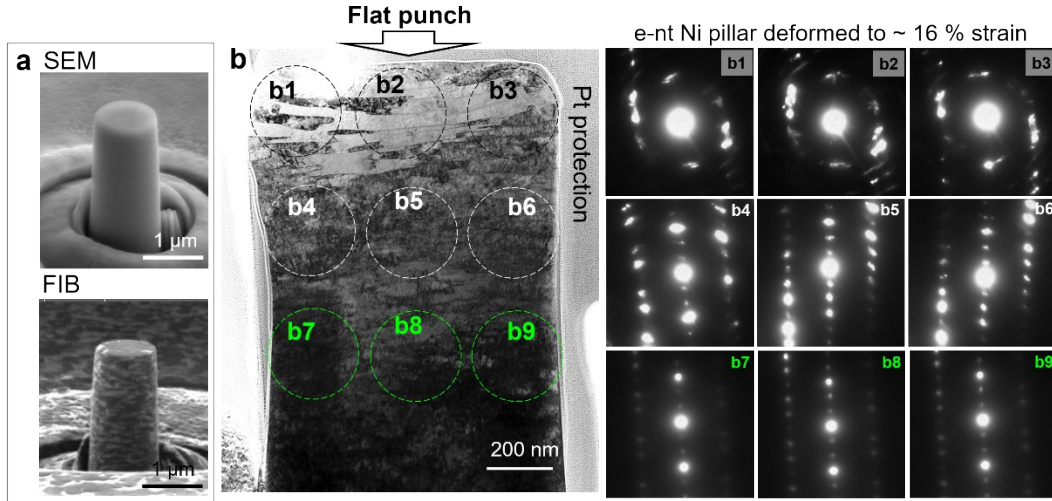 a
SEM
1 μm
FIB
1 μm
Flat punch
b
b1
b2
b3
b4
b5
b6
b7
b8
b9
Pt protection
200 nm
e-nt Ni pillar deformed to ~ 16 % strain
b1
b2
b3
b4
b5
b6
b7
b8
b9